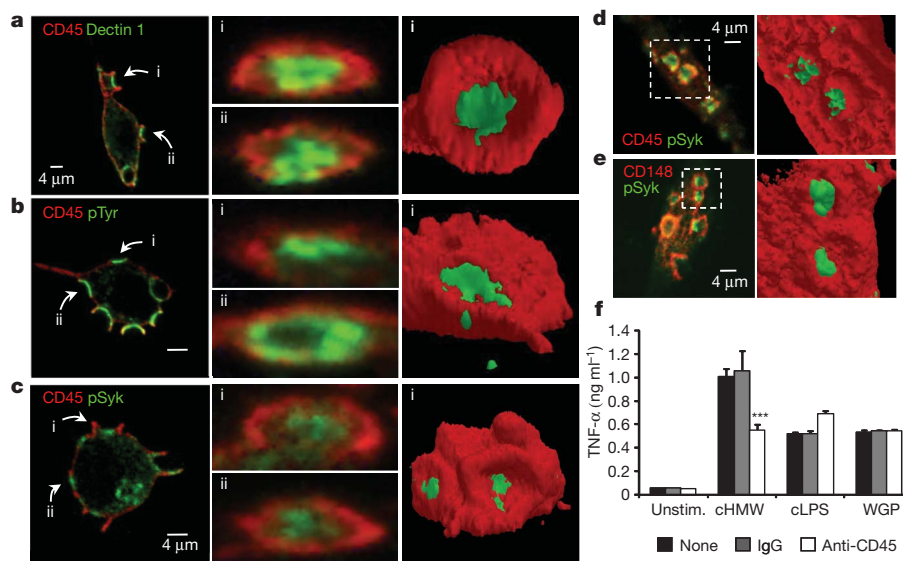 a
CD45 Dectin 1
i
ii
4 µm
i
ii
i
b
CD45 pTyr
i
ii
i
ii
i
c
CD45 pSyk
i
ii
4 µm
i
ii
i
d
4 µm
CD45 pSyk
e
CD148
pSyk
4 µm
f
TNF-α (ng ml⁻¹)
1.4
1.2
1.0
0.8
0.6
0.4
0.2
0
***
Unstim. cHMW cLPS WGP
None IgG Anti-CD45